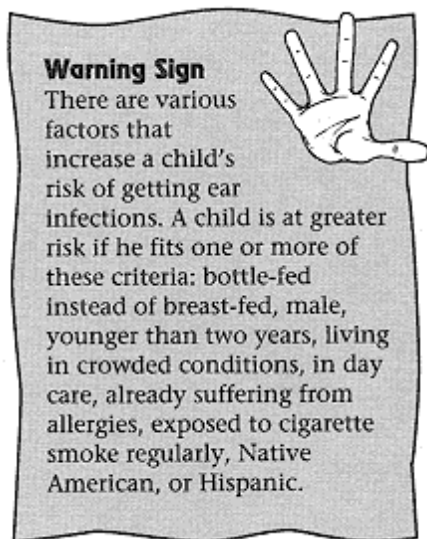 Warning Sign
There are various
factors that
increase a child's
risk of getting ear
infections. A child is at greater
risk if he fits one or more of
these criteria: bottle-fed
instead of breast-fed, male,
younger than two years, living
in crowded conditions, in day
care, already suffering from
allergies, exposed to cigarette
smoke regularly, Native
American, or Hispanic.